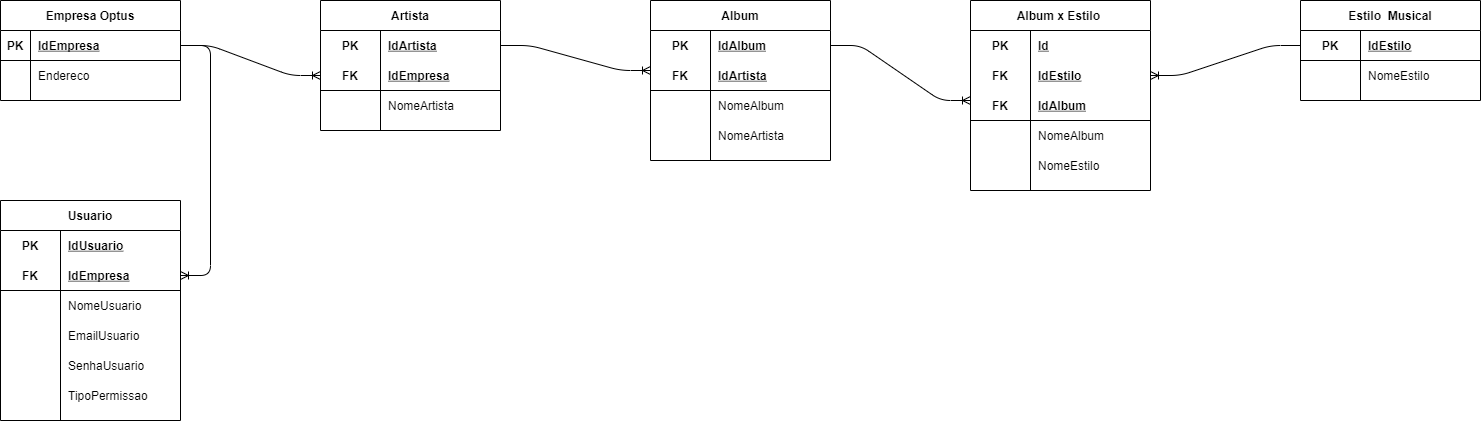 Empresa Optus
PK IdEmpresa
Endereco
Artista
PK IdArtista
FK IdEmpresa
NomeArtista
Album
PK IdAlbum
FK IdArtista
NomeAlbum
NomeArtista
Album x Estilo
PK Id
FK IdEstilo
FK IdAlbum
NomeAlbum
NomeEstilo
Estilo Musical
PK IdEstilo
NomeEstilo
Usuario
PK IdUsuario
FK IdEmpresa
NomeUsuario
EmailUsuario
SenhaUsuario
TipoPermissao